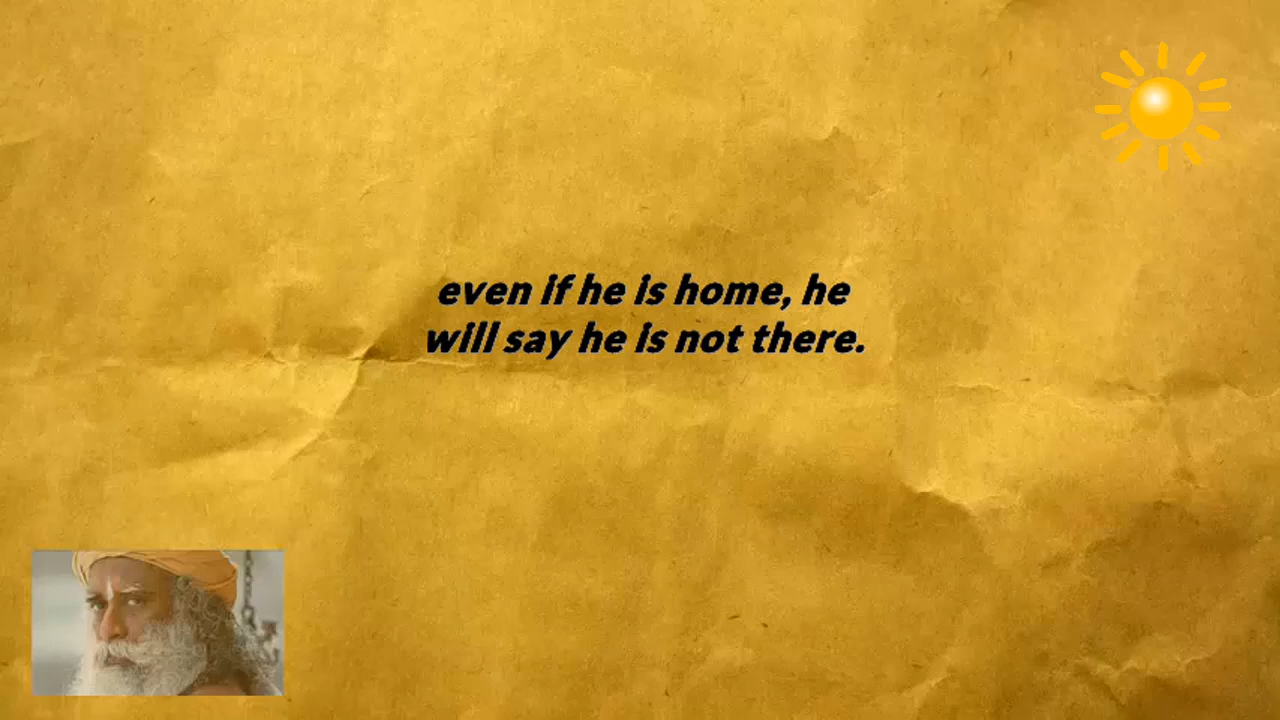 even if he is home, he
will say he is not there.